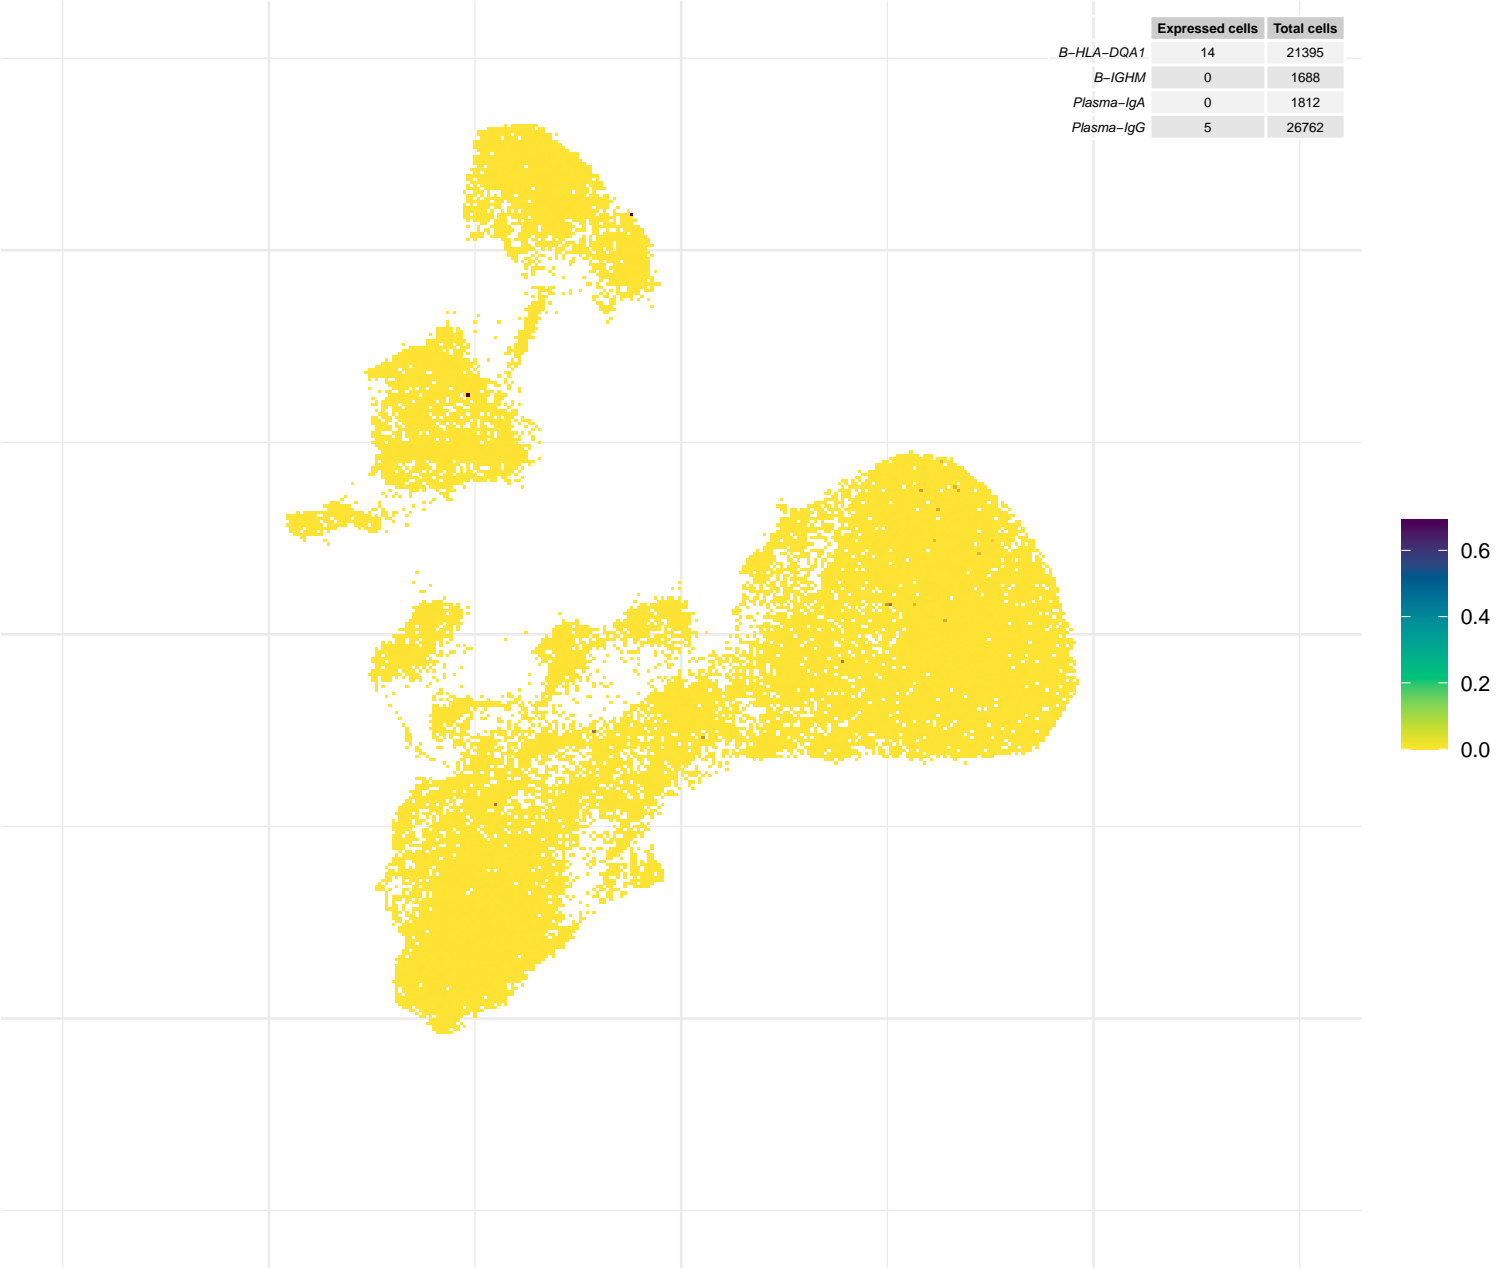 Expressed cells Total cells
B−HLA−DQA1 14 21395
B−IGHM 0 1688
Plasma−IgA 0 1812
Plasma−IgG 5 26762
0.6
0.4
0.2
0.0